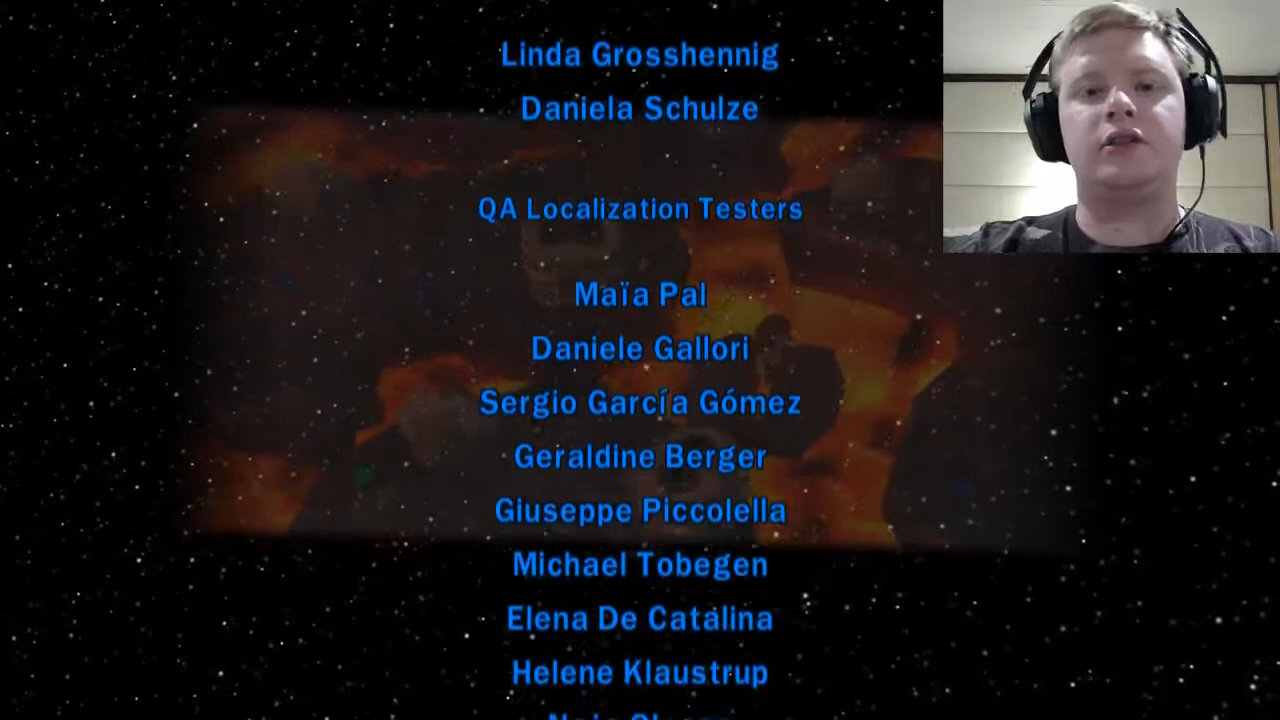 Linda Grosshennig
Daniela Schulze
QA Localization Testers
Maïa Pal
Daniele Gallori
Sergio García Gómez
Geraldine Berger
Giuseppe Piccolella
Michael Tobegen
Elena De Catalina
Helene Klaustrup